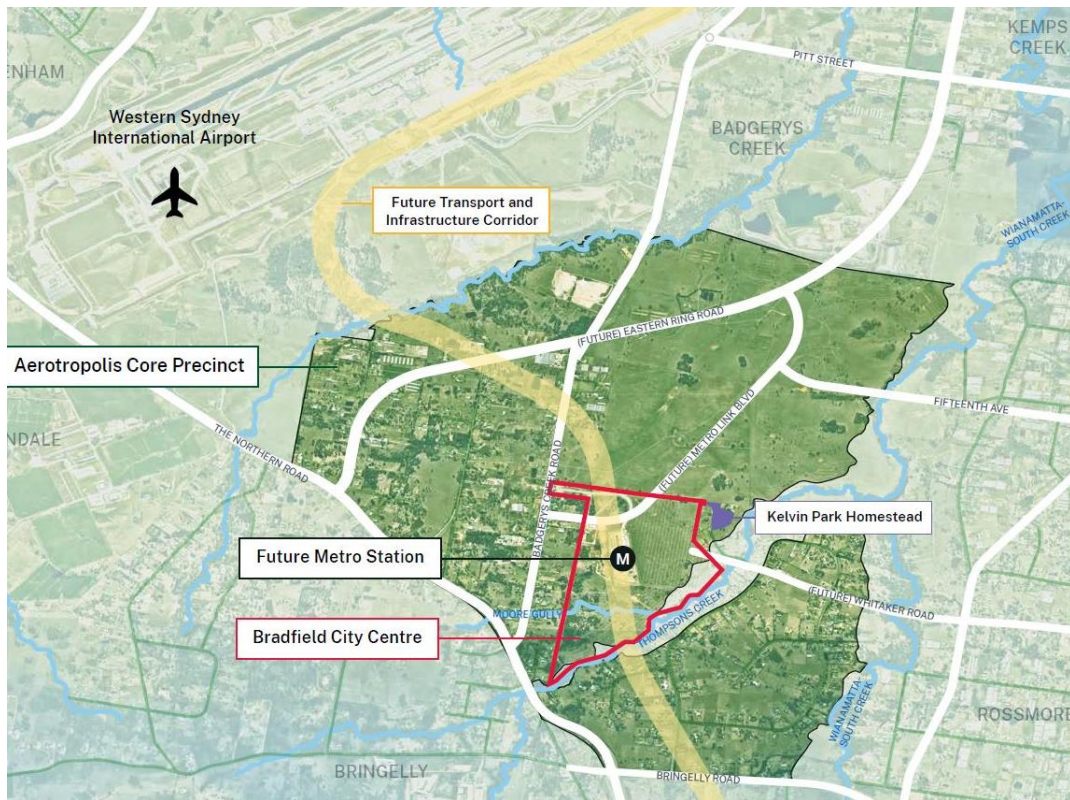 KEMPS
CREEK
PITT STREET
ENHAM
Western Sydney
International Airport
BADGERYS
CREEK
Future Transport and
Infrastructure Corridor
WIANAMATTA-
SOUTH CREEK
(FUTURE) EASTERN RING ROAD
Aerotropolis Core Precinct
FIFTEENTH AVE
NDALE
THE NORTHERN ROAD
(FUTURE) METRO LINK BLVD
BADGERYS CREEK ROAD
Kelvin Park Homestead
Future Metro Station
M
(FUTURE) WHITAKER ROAD
MOORE GULLY
THOMPSONS CREEK
Bradfield City Centre
WIANAMATTA-
SOUTH CREEK
ROSSMORE
BRINGELLY
BRINGELLY ROAD